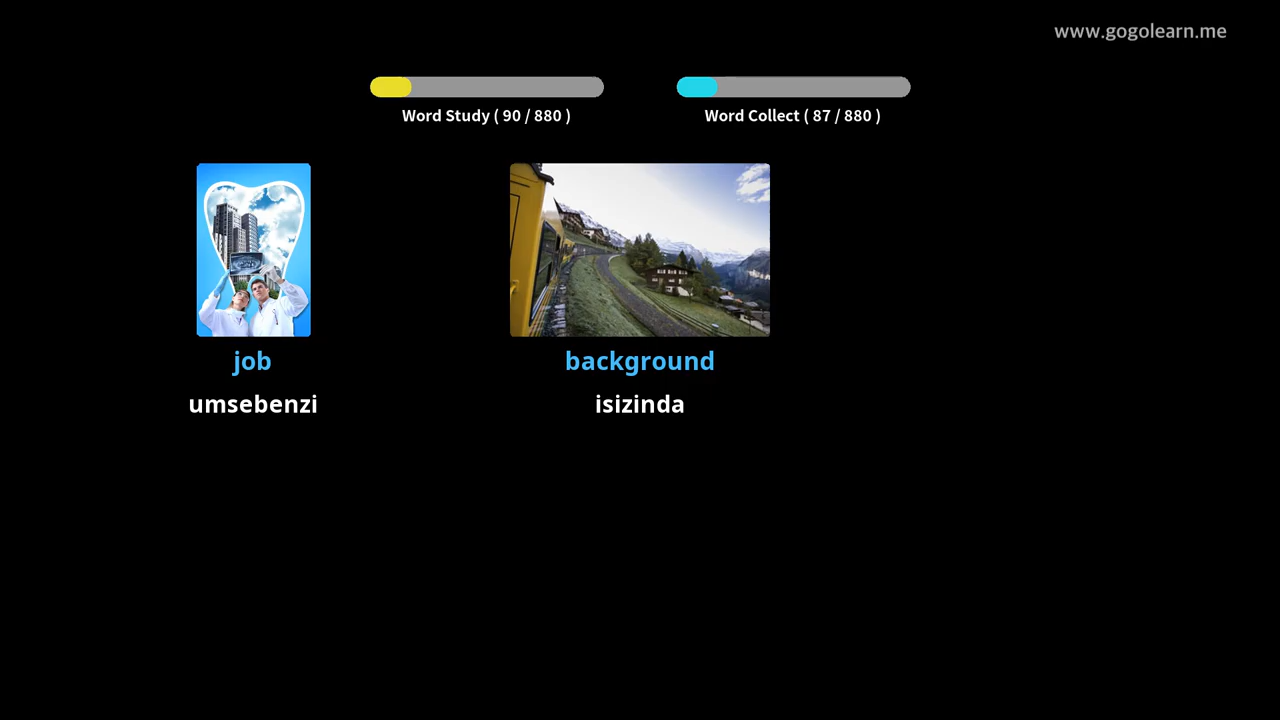 www.gogolearn.me
Word Study ( 90 / 880 )
Word Collect ( 87 / 880 )
job
umsebenzi
background
isizinda